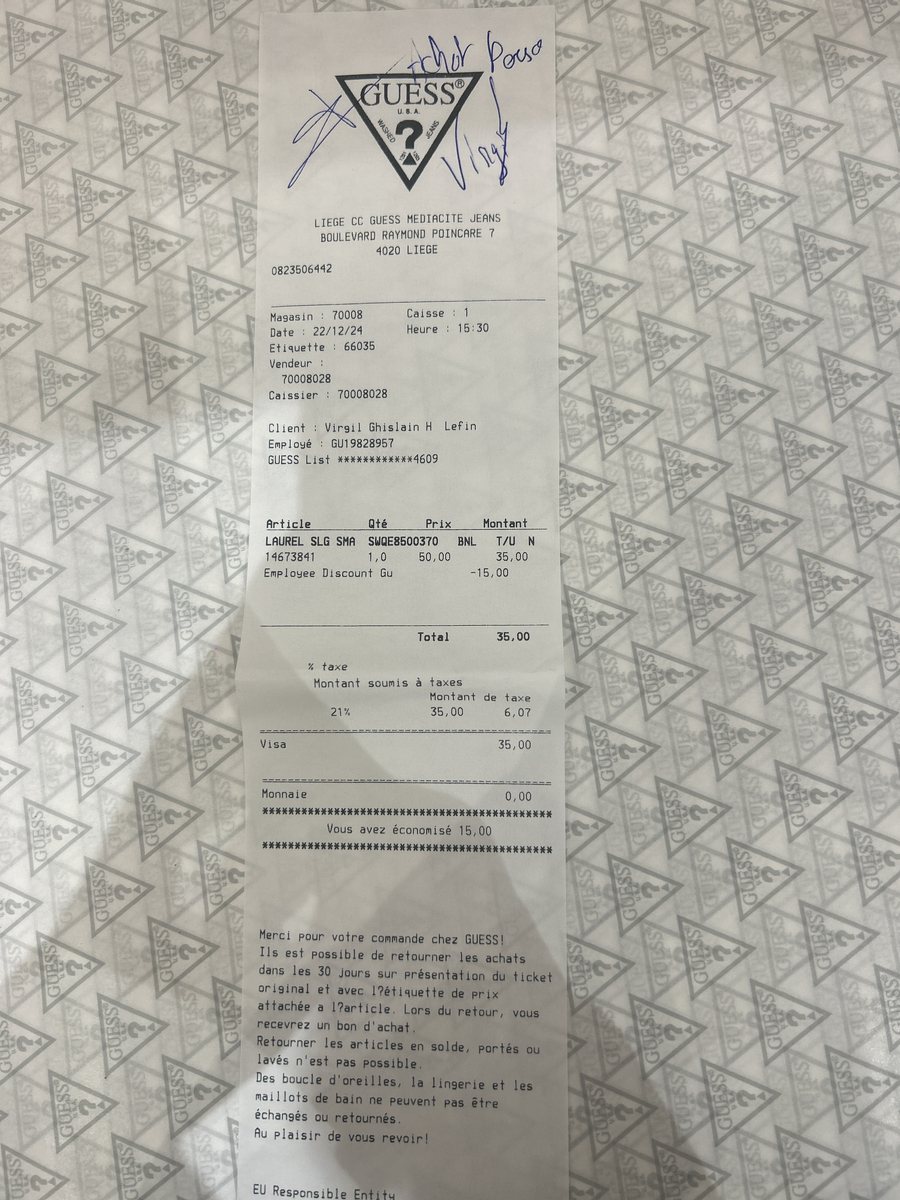 Achat Perso
GUESS®
U.S.A.
WASHED JEANS
?
Virgil
LIEGE CC GUESS MEDIACITE JEANS
BOULEVARD RAYMOND POINCARE 7
4020 LIEGE
0823506442
Magasin : 70008 Caisse : 1
Date : 22/12/24 Heure : 15:30
Etiquette : 66035
Vendeur :
70008028
Caissier : 70008028
Client : Virgil Ghislain H Lefin
Employé : GU19828957
GUESS List ************4609
Article Qté Prix Montant
LAUREL SLG SMA SWQE8500370 BNL T/U N
14673841 1,0 50,00 35,00
Employee Discount Gu -15,00
Total 35,00
% taxe
Montant soumis à taxes
Montant de taxe
21% 35,00 6,07
Visa 35,00
Monnaie 0,00
Vous avez économisé 15,00
Merci pour votre commande chez GUESS!
Ils est possible de retourner les achats
dans les 30 jours sur présentation du ticket
original et avec l?étiquette de prix
attachée a l?article. Lors du retour, vous
recevrez un bon d'achat.
Retourner les articles en solde, portés ou
lavés n'est pas possible.
Des boucle d'oreilles, la lingerie et les
maillots de bain ne peuvent pas être
échangés ou retournés.
Au plaisir de vous revoir!
EU Responsible Entity